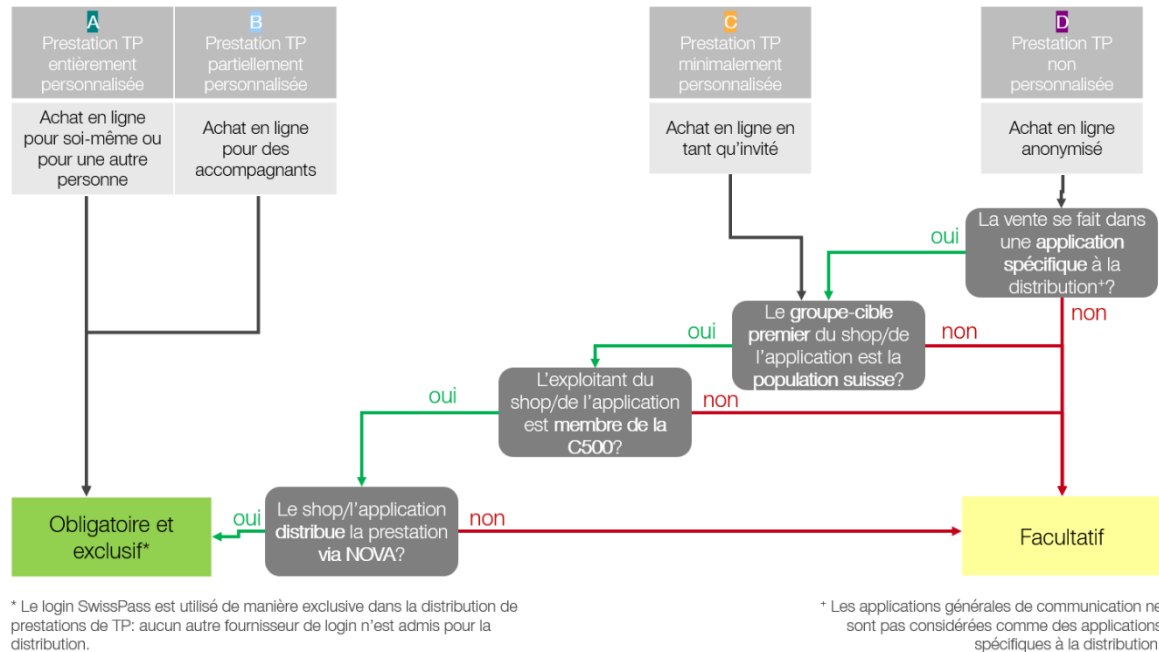 A
Prestation TP
entièrement
personnalisée
B
Prestation TP
partiellement
personnalisée
C
Prestation TP
minimalement
personnalisée
D
Prestation TP
non
personnalisée
Achat en ligne
pour soi-même ou
pour une autre
personne
Achat en ligne
pour des
accompagnants
Achat en ligne en
tant qu'invité
Achat en ligne
anonymisé
La vente se fait dans
une application
spécifique à la
distribution⁺?
oui
non
Le groupe-cible
premier du shop/de
l'application est la
population suisse?
oui
non
L'exploitant du
shop/de l'application
est membre de la
C500?
oui
non
Le shop/l'application
distribue la prestation
via NOVA?
oui
non
Obligatoire et
exclusif*
Facultatif
* Le login SwissPass est utilisé de manière exclusive dans la distribution de
prestations de TP: aucun autre fournisseur de login n'est admis pour la
distribution.
⁺ Les applications générales de communication ne
sont pas considérées comme des applications
spécifiques à la distribution